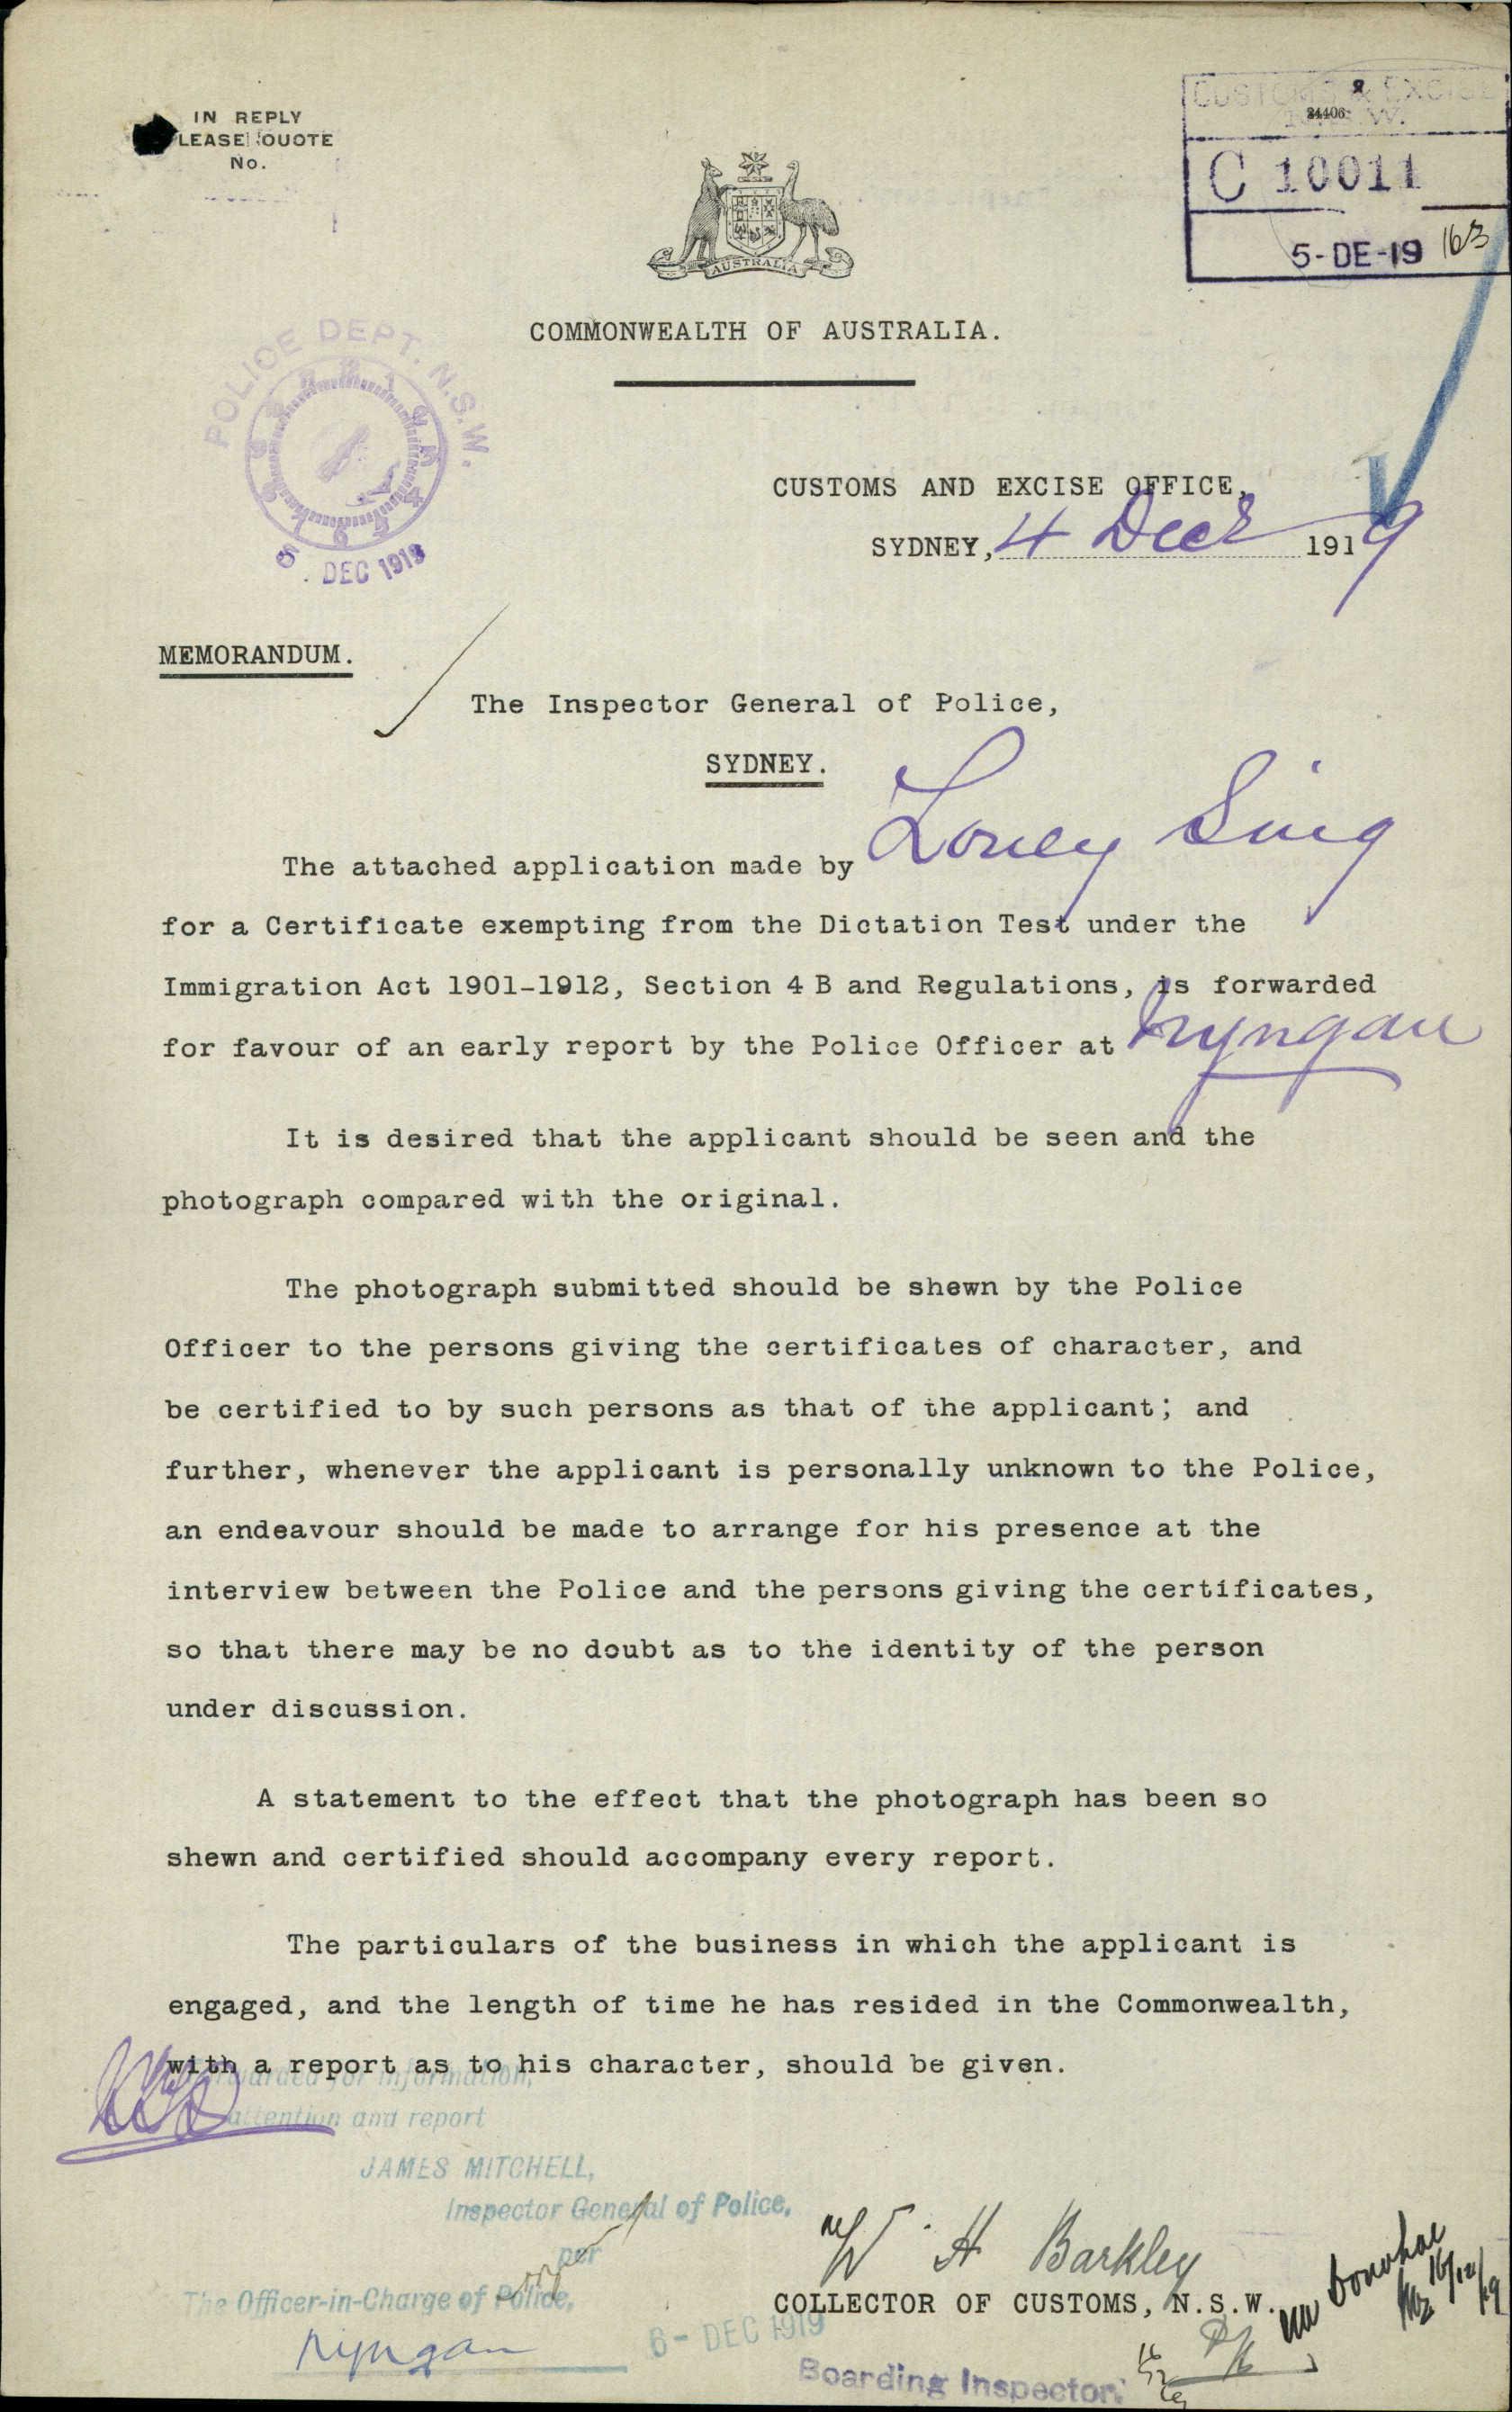 IN REPLY
LEASE QUOTE
No.
CUSTOMS & EXCISE
24406
C 10011
5-DE-19 163
AUSTRALIA
COMMONWEALTH OF AUSTRALIA.
POLICE DEPT. N.S.W.
5 DEC 1919
CUSTOMS AND EXCISE OFFICE,
SYDNEY, 4 Decr 1919
MEMORANDUM.
The Inspector General of Police,
SYDNEY.
The attached application made by Loney Sing
for a Certificate exempting from the Dictation Test under the
Immigration Act 1901-1912, Section 4 B and Regulations, is forwarded
for favour of an early report by the Police Officer at Nyngan
It is desired that the applicant should be seen and the
photograph compared with the original.
The photograph submitted should be shewn by the Police
Officer to the persons giving the certificates of character, and
be certified to by such persons as that of the applicant; and
further, whenever the applicant is personally unknown to the Police,
an endeavour should be made to arrange for his presence at the
interview between the Police and the persons giving the certificates,
so that there may be no doubt as to the identity of the person
under discussion.
A statement to the effect that the photograph has been so
shewn and certified should accompany every report.
The particulars of the business in which the applicant is
engaged, and the length of time he has resided in the Commonwealth,
with a report as to his character, should be given.
Forwarded for information,
attention and report
JAMES MITCHELL,
Inspector General of Police.
per
The Officer-in-Charge of Police,
Nyngan
6- DEC 1919
W. H Barkley
COLLECTOR OF CUSTOMS, N.S.W.
Mr Donohoe
16/12/19
Boarding Inspector.